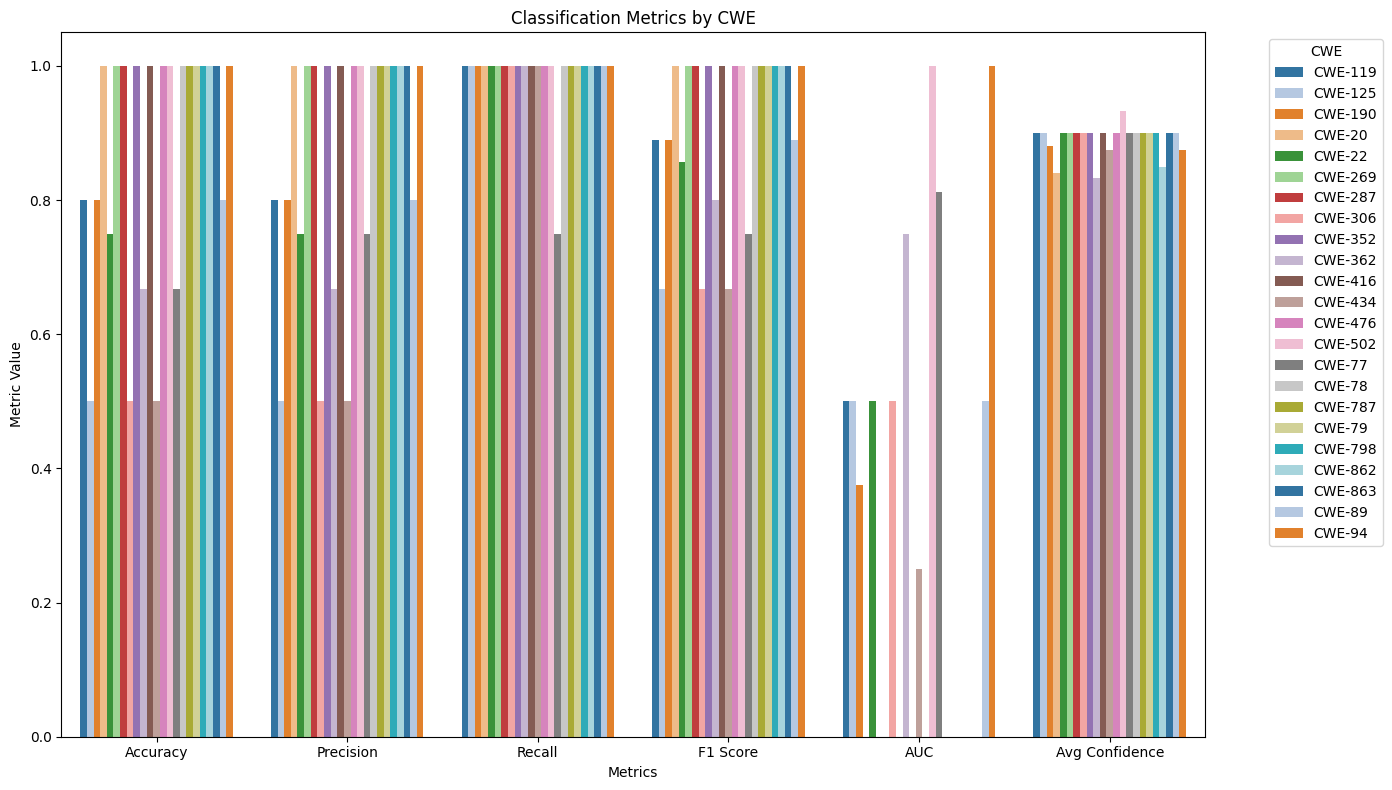 Classification Metrics by CWE
Metric Value
1.0
0.8
0.6
0.4
0.2
0.0
Accuracy
Precision
Recall
F1 Score
AUC
Avg Confidence
Metrics
CWE
CWE-119
CWE-125
CWE-190
CWE-20
CWE-22
CWE-269
CWE-287
CWE-306
CWE-352
CWE-362
CWE-416
CWE-434
CWE-476
CWE-502
CWE-77
CWE-78
CWE-787
CWE-79
CWE-798
CWE-862
CWE-863
CWE-89
CWE-94